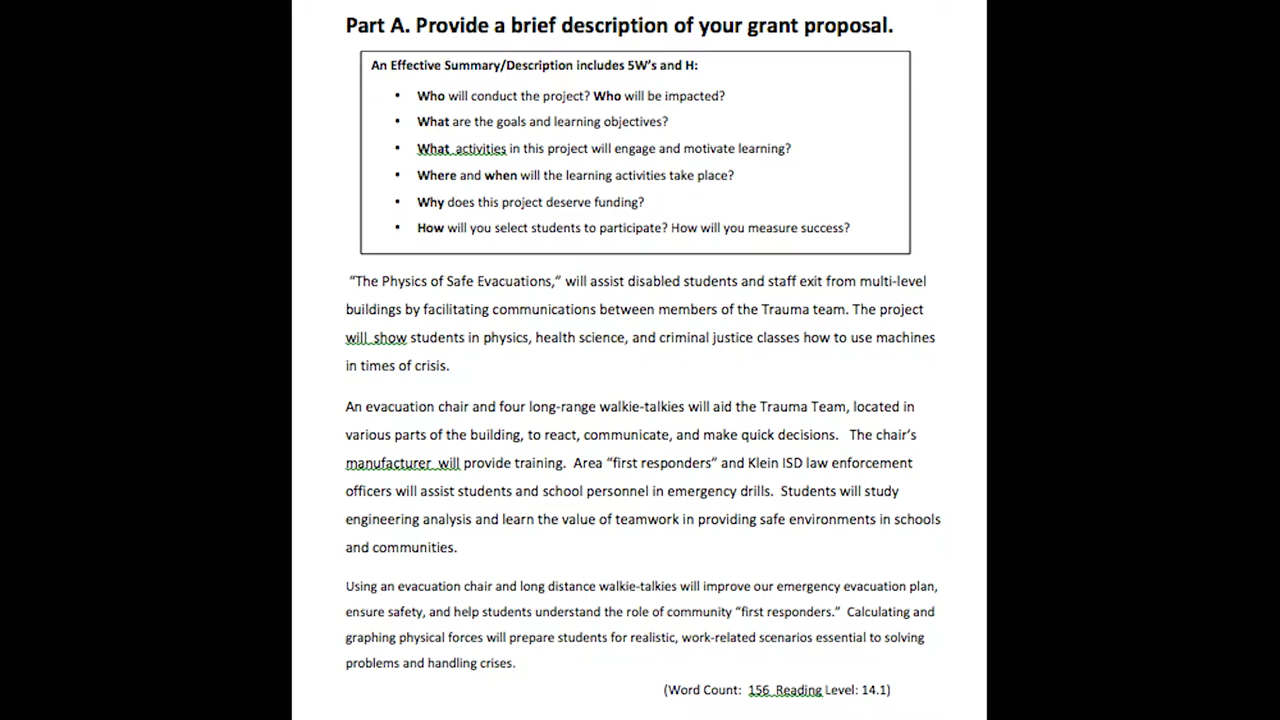 Part A. Provide a brief description of your grant proposal.
An Effective Summary/Description includes 5W's and H:
• Who will conduct the project? Who will be impacted?
• What are the goals and learning objectives?
• What activities in this project will engage and motivate learning?
• Where and when will the learning activities take place?
• Why does this project deserve funding?
• How will you select students to participate? How will you measure success?
“The Physics of Safe Evacuations,” will assist disabled students and staff exit from multi-level
buildings by facilitating communications between members of the Trauma team. The project
will show students in physics, health science, and criminal justice classes how to use machines
in times of crisis.
An evacuation chair and four long-range walkie-talkies will aid the Trauma Team, located in
various parts of the building, to react, communicate, and make quick decisions. The chair's
manufacturer will provide training. Area “first responders” and Klein ISD law enforcement
officers will assist students and school personnel in emergency drills. Students will study
engineering analysis and learn the value of teamwork in providing safe environments in schools
and communities.
Using an evacuation chair and long distance walkie-talkies will improve our emergency evacuation plan,
ensure safety, and help students understand the role of community “first responders.” Calculating and
graphing physical forces will prepare students for realistic, work-related scenarios essential to solving
problems and handling crises.
(Word Count: 156 Reading Level: 14.1)